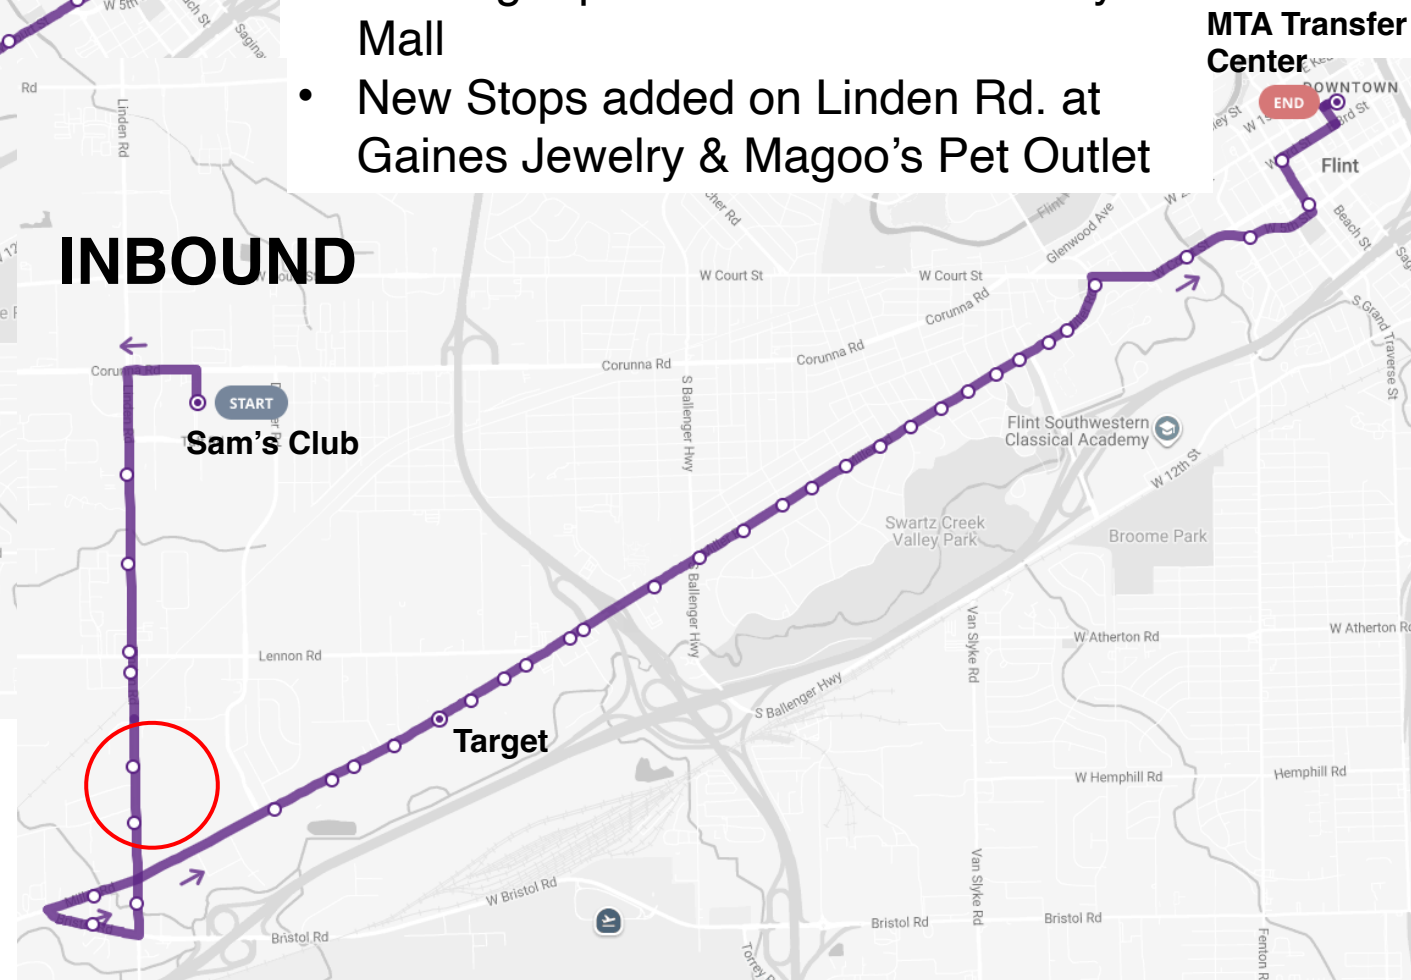 Mall
• New Stops added on Linden Rd. at
Gaines Jewelry & Magoo’s Pet Outlet
MTA Transfer
Center
DOWNTOWN
END
Flint
INBOUND
Rd
Linden Rd
W Court St
W Court St
Glenwood Ave
Beach St
Corunna Rd
Corunna Rd
Corunna Rd
S Grand Traverse St
START
Sam’s Club
S Ballenger Hwy
Flint Southwestern
Classical Academy
W 12th St
Swartz Creek
Valley Park
Broome Park
S Ballenger Hwy
Van Slyke Rd
W Atherton Rd
W Atherton
Lennon Rd
S Ballenger Hwy
Target
W Hemphill Rd
Hemphill Rd
Van Slyke Rd
W Bristol Rd
Bristol Rd
Bristol Rd
Bristol Rd
Torrey
Fenton